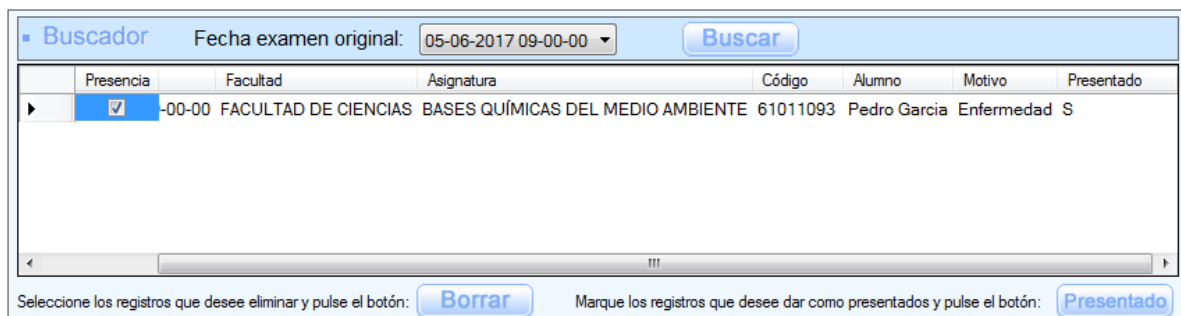 Buscador Fecha examen original: 05-06-2017 09-00-00 Buscar
Presencia Facultad Asignatura Código Alumno Motivo Presentado
-00-00 FACULTAD DE CIENCIAS BASES QUÍMICAS DEL MEDIO AMBIENTE 61011093 Pedro Garcia Enfermedad S
Seleccione los registros que desee eliminar y pulse el botón: Borrar Marque los registros que desee dar como presentados y pulse el botón: Presentado